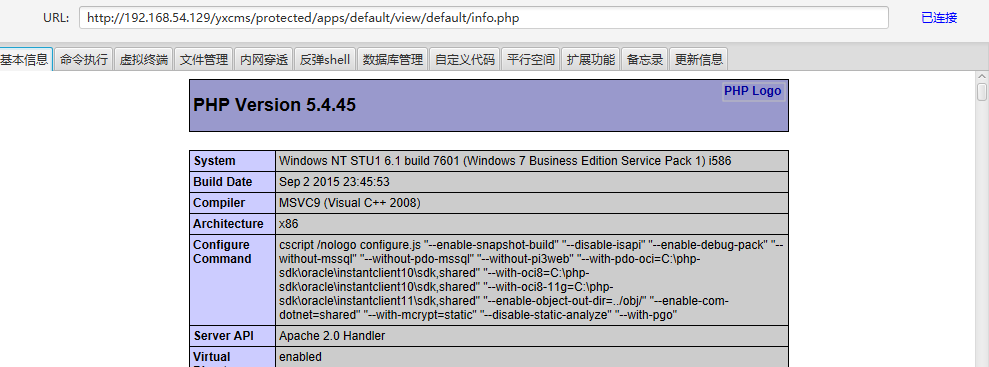 URL: http://192.168.54.129/yxcms/protected/apps/default/view/default/info.php 已连接
基本信息 命令执行 虚拟终端 文件管理 内网穿透 反弹shell 数据库管理 自定义代码 平行空间 扩展功能 备忘录 更新信息
PHP Logo
PHP Version 5.4.45
System Windows NT STU1 6.1 build 7601 (Windows 7 Business Edition Service Pack 1) i586
Build Date Sep 2 2015 23:45:53
Compiler MSVC9 (Visual C++ 2008)
Architecture x86
Configure Command cscript /nologo configure.js "--enable-snapshot-build" "--disable-isapi" "--enable-debug-pack" "--
without-mssql" "--without-pdo-mssql" "--without-pi3web" "--with-pdo-oci=C:\php-
sdk\oracle\instantclient10\sdk,shared" "--with-oci8=C:\php-
sdk\oracle\instantclient10\sdk,shared" "--with-oci8-11g=C:\php-
sdk\oracle\instantclient11\sdk,shared" "--enable-object-out-dir=../obj/" "--enable-com-
dotnet=shared" "--with-mcrypt=static" "--disable-static-analyze" "--with-pgo"
Server API Apache 2.0 Handler
Virtual enabled